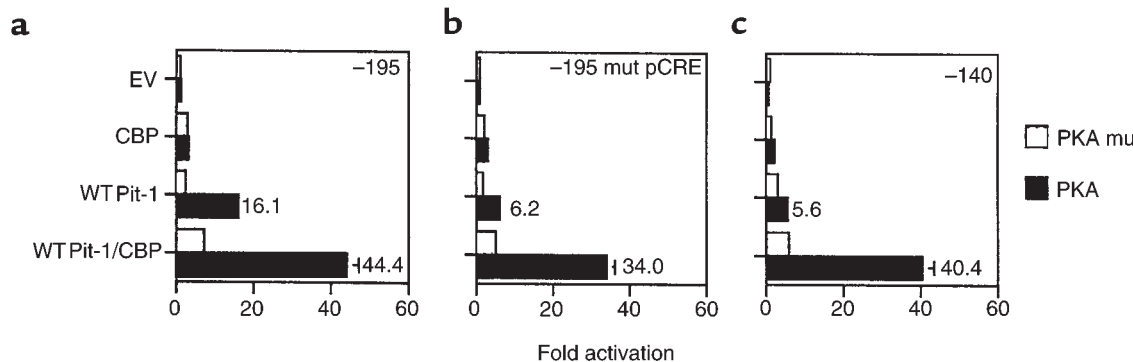 a
b
c
−195
−195 mut pCRE
−140
EV
CBP
WT Pit-1
WT Pit-1/CBP
16.1
44.4
6.2
34.0
5.6
40.4
PKA mu
PKA
0 20 40 60
0 20 40 60
0 20 40 60
Fold activation